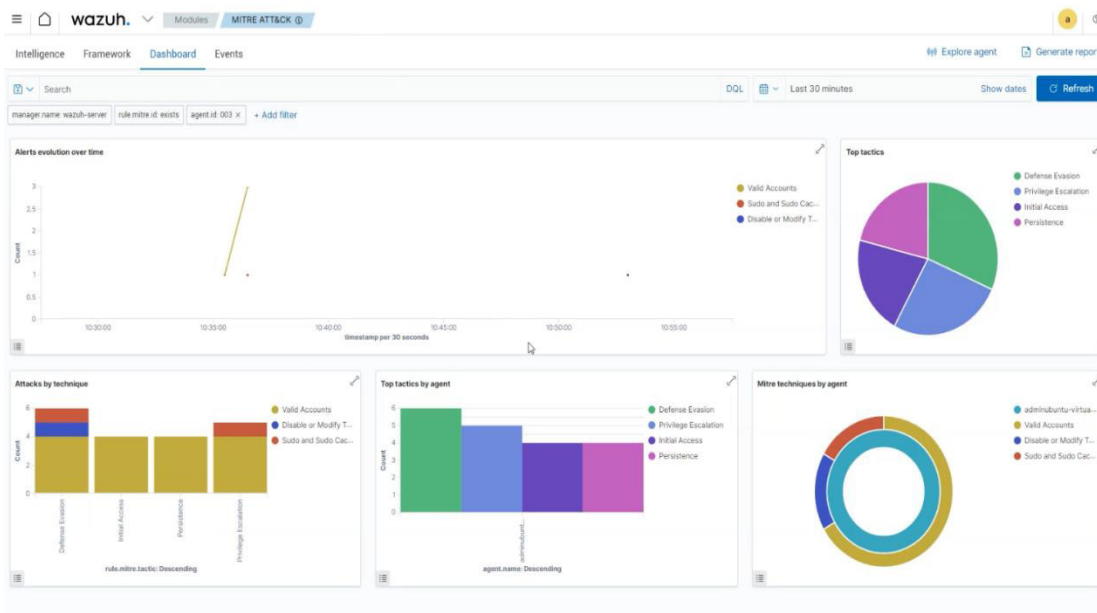 wazuh. Modules MITRE ATT&CK
a
Intelligence Framework Dashboard Events
Explore agent Generate repor
Search DQL Last 30 minutes Show dates Refresh
manager.name: wazuh-server rule.mitre.id: exists agent.id: 003 × + Add filter
Alerts evolution over time
3
2.5
2
1.5
1
0.5
0
Count
10:30:00 10:35:00 10:40:00 10:45:00 10:50:00 10:55:00
timestamp per 30 seconds
Valid Accounts
Sudo and Sudo Cac...
Disable or Modify T...
Top tactics
Defense Evasion
Privilege Escalation
Initial Access
Persistence
Attacks by technique
6
4
2
0
Count
Defense Evasion
Initial Access
Persistence
Privilege Escalation
rule.mitre.tactic: Descending
Valid Accounts
Disable or Modify T...
Sudo and Sudo Cac...
Top tactics by agent
6
5
4
3
2
1
0
Count
adminubunt...
agent.name: Descending
Defense Evasion
Privilege Escalation
Initial Access
Persistence
Mitre techniques by agent
adminubuntu-virtua...
Valid Accounts
Disable or Modify T...
Sudo and Sudo Cac...